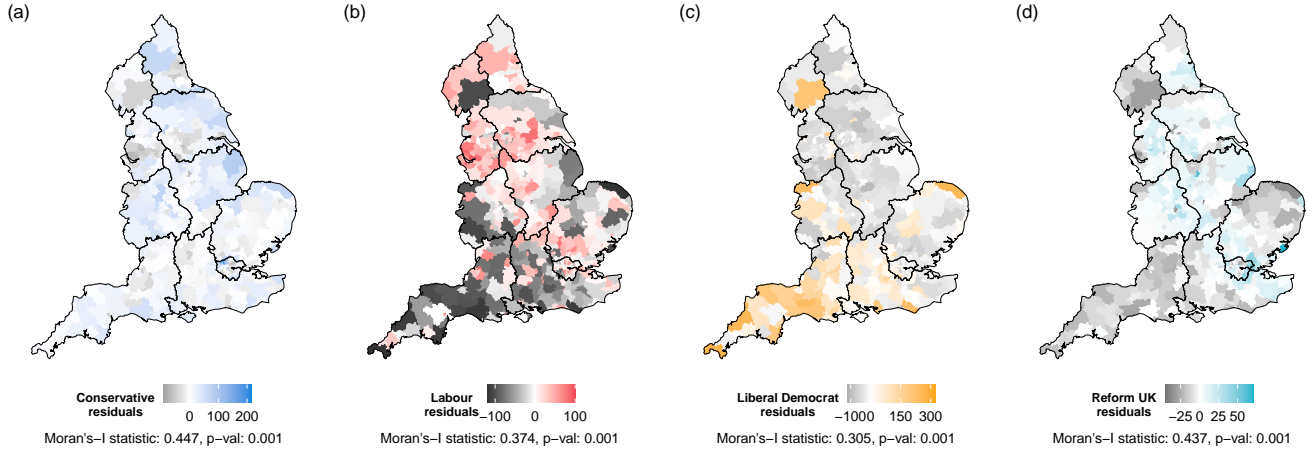 (a)
(b)
(c)
(d)
Conservative
residuals
0 100 200
Moran's−I statistic: 0.447, p−val: 0.001
Labour
residuals
−100 0 100
Moran's−I statistic: 0.374, p−val: 0.001
Liberal Democrat
residuals
−1000 150 300
Moran's−I statistic: 0.305, p−val: 0.001
Reform UK
residuals
−25 0 25 50
Moran's−I statistic: 0.437, p−val: 0.001